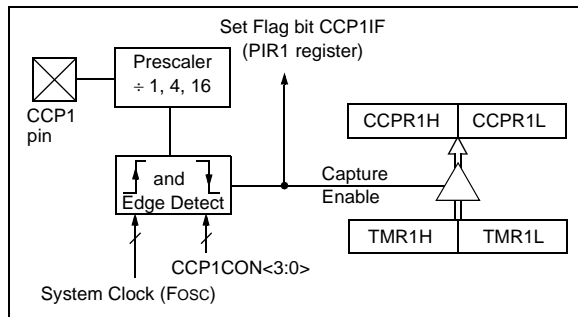 Set Flag bit CCP1IF
(PIR1 register)
Prescaler
÷ 1, 4, 16
CCP1
pin
CCPR1H
CCPR1L
and
Edge Detect
Capture
Enable
TMR1H
TMR1L
CCP1CON<3:0>
System Clock (FOSC)